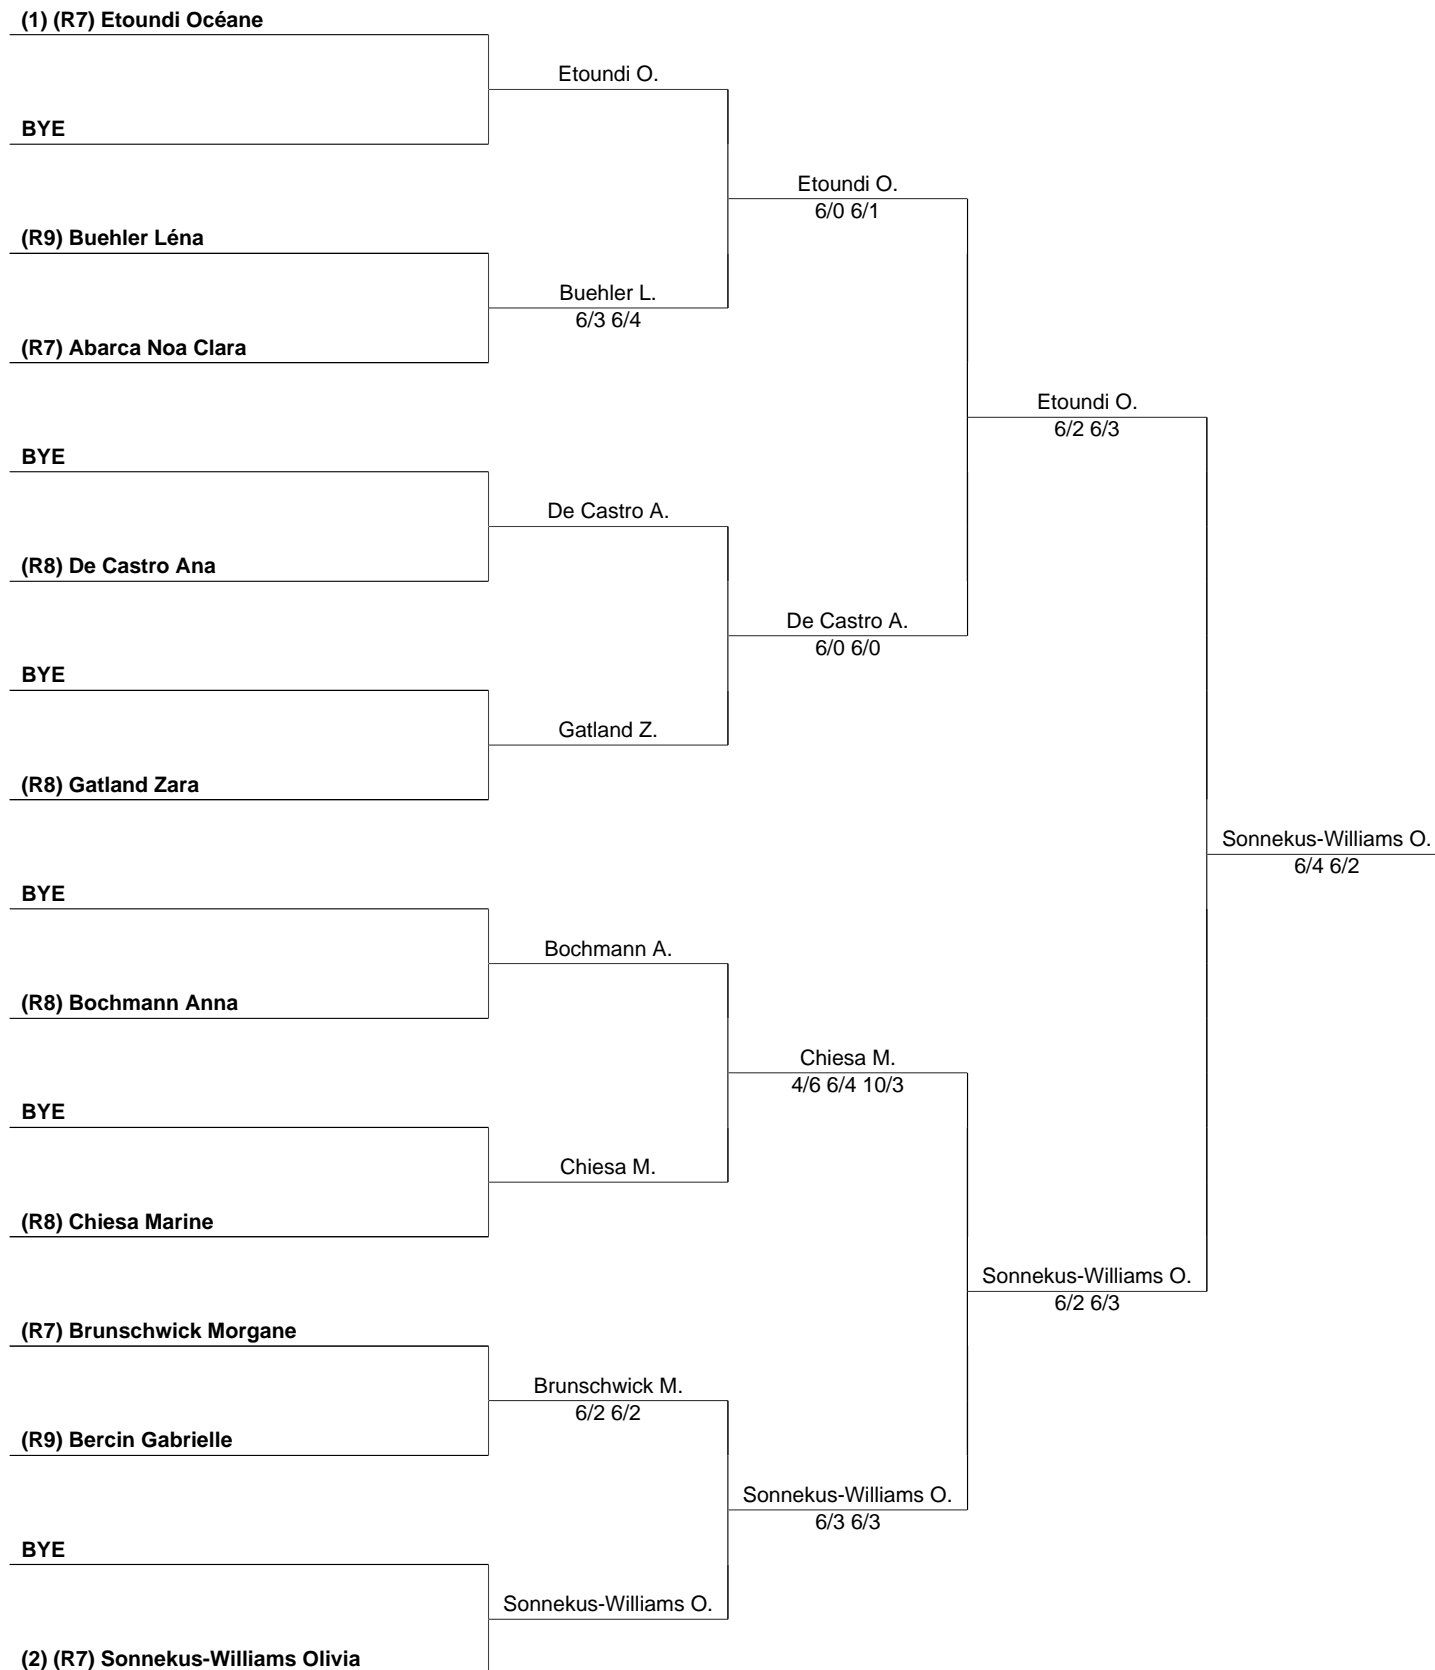 (1) (R7) Etoundi Océane
Etoundi O.
BYE
Etoundi O.
6/0 6/1
(R9) Buehler Léna
Buehler L.
6/3 6/4
(R7) Abarca Noa Clara
Etoundi O.
6/2 6/3
BYE
De Castro A.
(R8) De Castro Ana
De Castro A.
6/0 6/0
BYE
Gatland Z.
(R8) Gatland Zara
Sonnekus-Williams O.
6/4 6/2
BYE
Bochmann A.
(R8) Bochmann Anna
Chiesa M.
4/6 6/4 10/3
BYE
Chiesa M.
(R8) Chiesa Marine
Sonnekus-Williams O.
6/2 6/3
(R7) Brunschwick Morgane
Brunschwick M.
6/2 6/2
(R9) Bercin Gabrielle
Sonnekus-Williams O.
6/3 6/3
BYE
Sonnekus-Williams O.
(2) (R7) Sonnekus-Williams Olivia